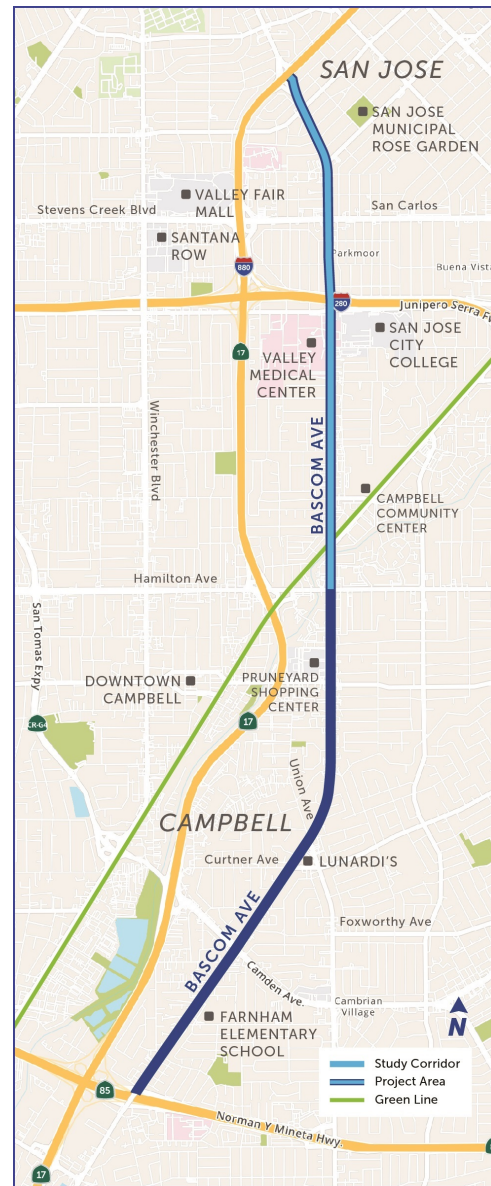 SAN JOSE
SAN JOSE
MUNICIPAL
ROSE GARDEN
VALLEY FAIR
MALL
Stevens Creek Blvd
San Carlos
SANTANA
ROW
Parkmoor
880
Buena Vista
280
Junipero Serra Fw
SAN JOSE
CITY
COLLEGE
17
VALLEY
MEDICAL
CENTER
Winchester Blvd
BASCOM AVE
CAMPBELL
COMMUNITY
CENTER
Hamilton Ave
San Tomas Expy
DOWNTOWN
CAMPBELL
PRUNEYARD
SHOPPING
CENTER
CR-G4
17
Union Ave
CAMPBELL
Curtner Ave
LUNARDI'S
BASCOM AVE
Foxworthy Ave
Camden Ave.
Cambrian
Village
N
FARNHAM
ELEMENTARY
SCHOOL
Study Corridor
Project Area
Green Line
85
Norman Y Mineta Hwy.
17